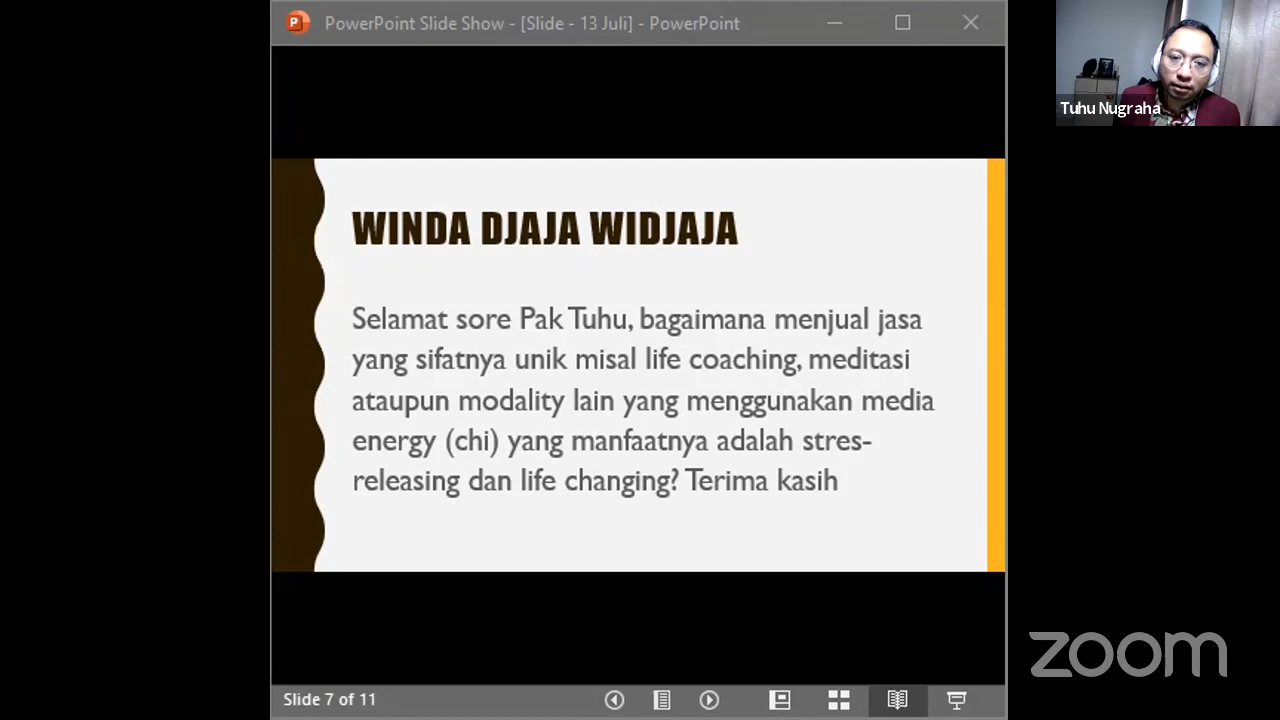 PowerPoint Slide Show - [Slide - 13 Juli] - PowerPoint
Tuhu Nugraha
WINDA DJAJA WIDJAJA
Selamat sore Pak Tuhu, bagaimana menjual jasa
yang sifatnya unik misal life coaching, meditasi
ataupun modality lain yang menggunakan media
energy (chi) yang manfaatnya adalah stres-
releasing dan life changing? Terima kasih
zoom
Slide 7 of 11